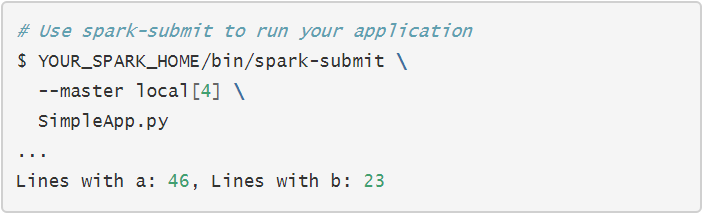 # Use spark-submit to run your application
$ YOUR_SPARK_HOME/bin/spark-submit \
  --master local[4] \
  SimpleApp.py
...
Lines with a: 46, Lines with b: 23